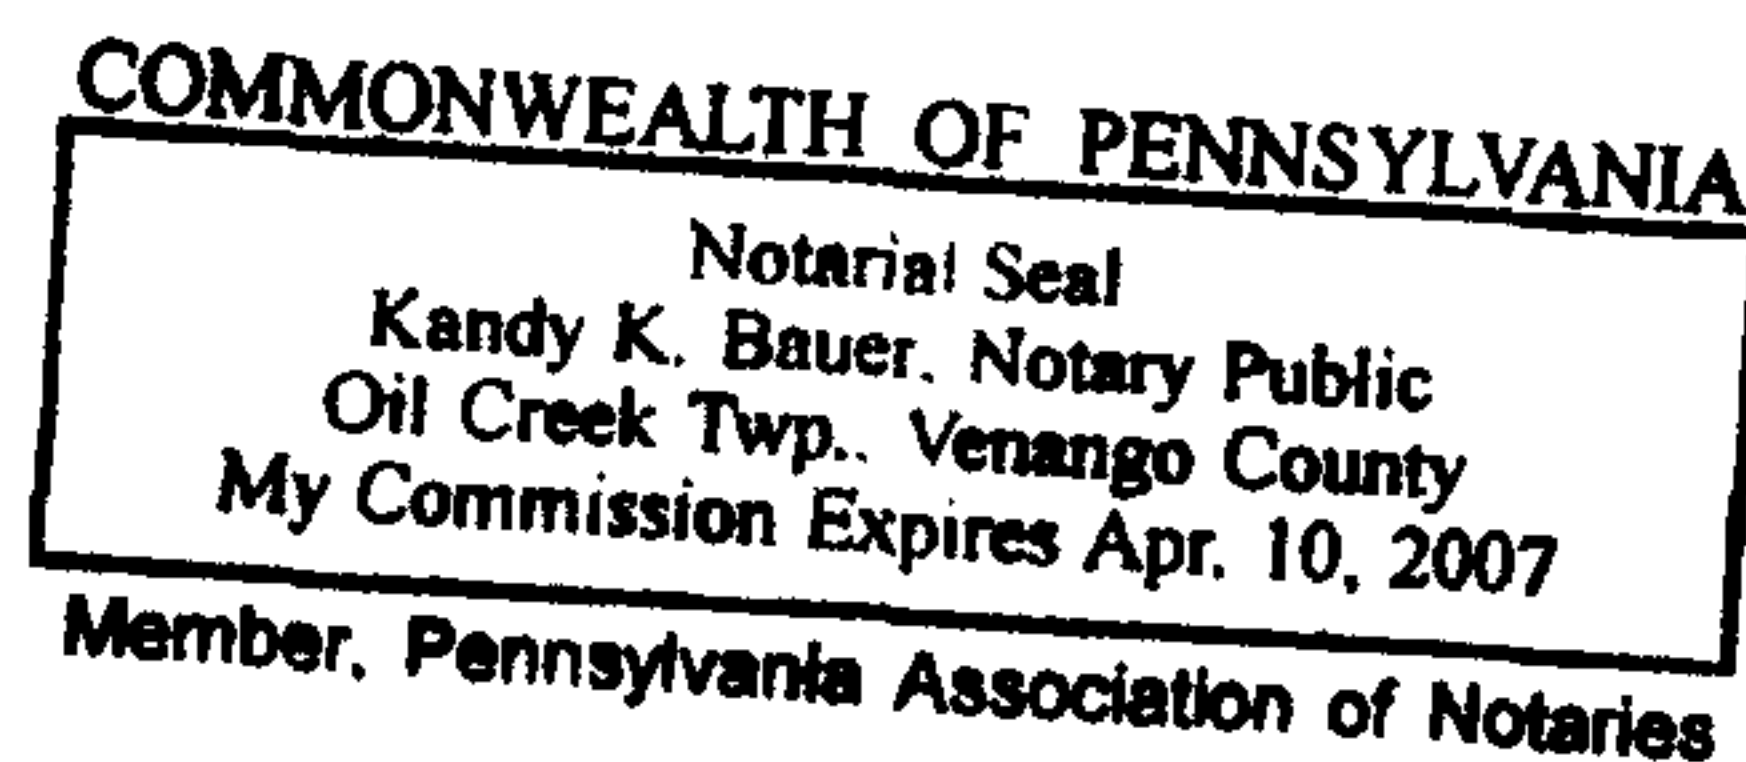 COMMONWEALTH OF PENNSYLVANIA
Notarial Seal
Kandy K. Bauer, Notary Public
Oil Creek Twp., Venango County
My Commission Expires Apr. 10, 2007
Member, Pennsylvania Association of Notaries